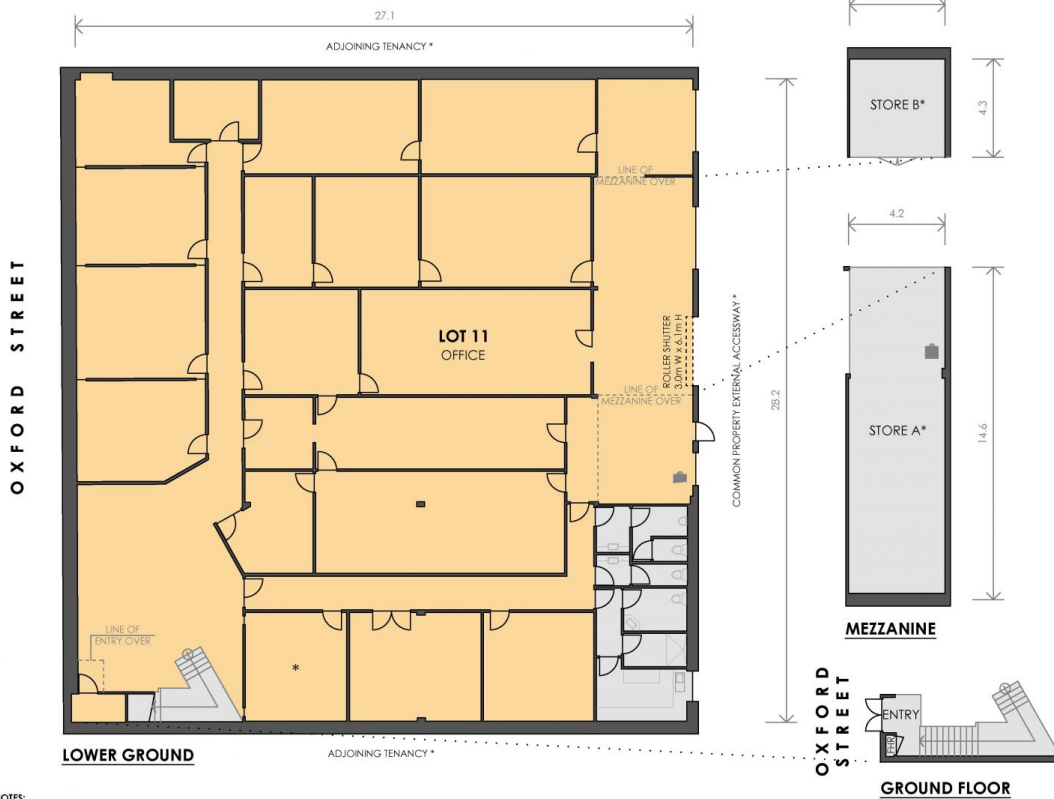 27.1
ADJOINING TENANCY *
STORE B*
4.3
LINE OF
MEZZANINE OVER
4.2
OXFORD STREET
LOT 11
OFFICE
ROLLER SHUTTER
3.0m W x 6.1m H
COMMON PROPERTY EXTERNAL ACCESSWAY *
28.2
LINE OF
MEZZANINE OVER
STORE A*
14.6
MEZZANINE
LINE OF
ENTRY OVER
*
OXFORD
STREET
ENTRY
FHR
LOWER GROUND
ADJOINING TENANCY *
GROUND FLOOR